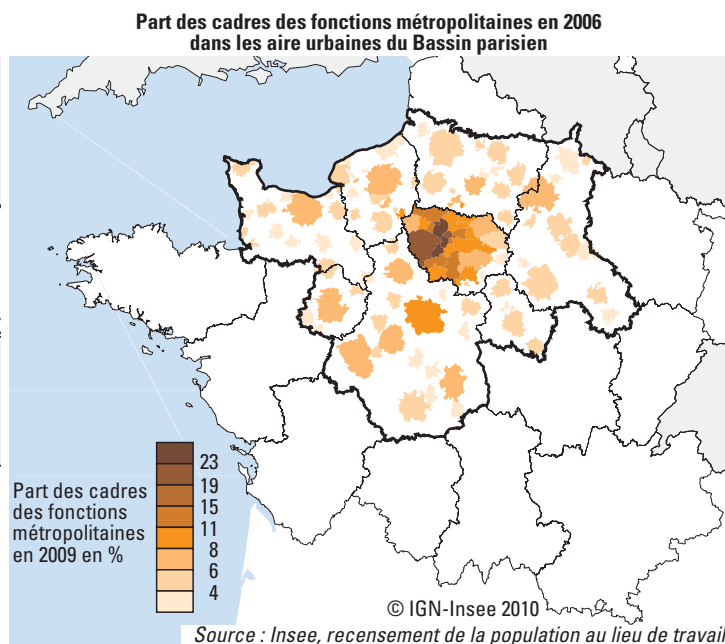 Part des cadres des fonctions métropolitaines en 2006
dans les aire urbaines du Bassin parisien
Part des cadres
des fonctions
métropolitaines
en 2009 en %
23
19
15
11
8
6
4
© IGN-Insee 2010
Source : Insee, recensement de la population au lieu de travail